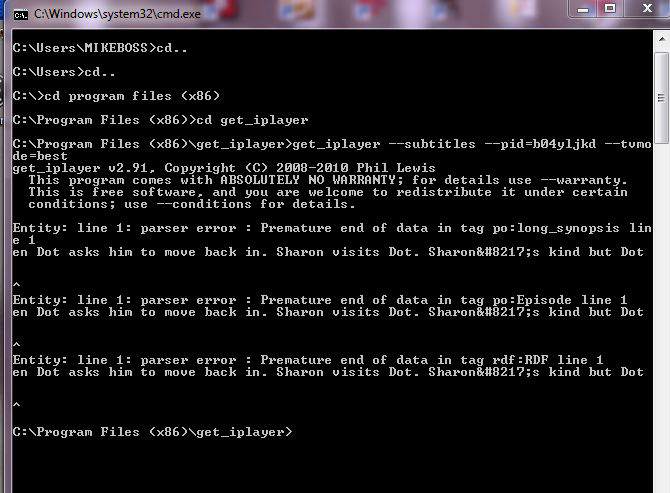 C:\Windows\system32\cmd.exe
C:\Users\MIKEBOSS>cd..
C:\Users>cd..
C:\>cd program files (x86)
C:\Program Files (x86)>cd get_iplayer
C:\Program Files (x86)\get_iplayer>get_iplayer --subtitles --pid=b04yljkd --tvmo
de=best
get_iplayer v2.91, Copyright (C) 2008-2010 Phil Lewis
  This program comes with ABSOLUTELY NO WARRANTY; for details use --warranty.
  This is free software, and you are welcome to redistribute it under certain
  conditions; use --conditions for details.
Entity: line 1: parser error : Premature end of data in tag po:long_synopsis lin
e 1
en Dot asks him to move back in. Sharon visits Dot. Sharon&#8217;s kind but Dot
^
Entity: line 1: parser error : Premature end of data in tag po:Episode line 1
en Dot asks him to move back in. Sharon visits Dot. Sharon&#8217;s kind but Dot
^
Entity: line 1: parser error : Premature end of data in tag rdf:RDF line 1
en Dot asks him to move back in. Sharon visits Dot. Sharon&#8217;s kind but Dot
^
C:\Program Files (x86)\get_iplayer>